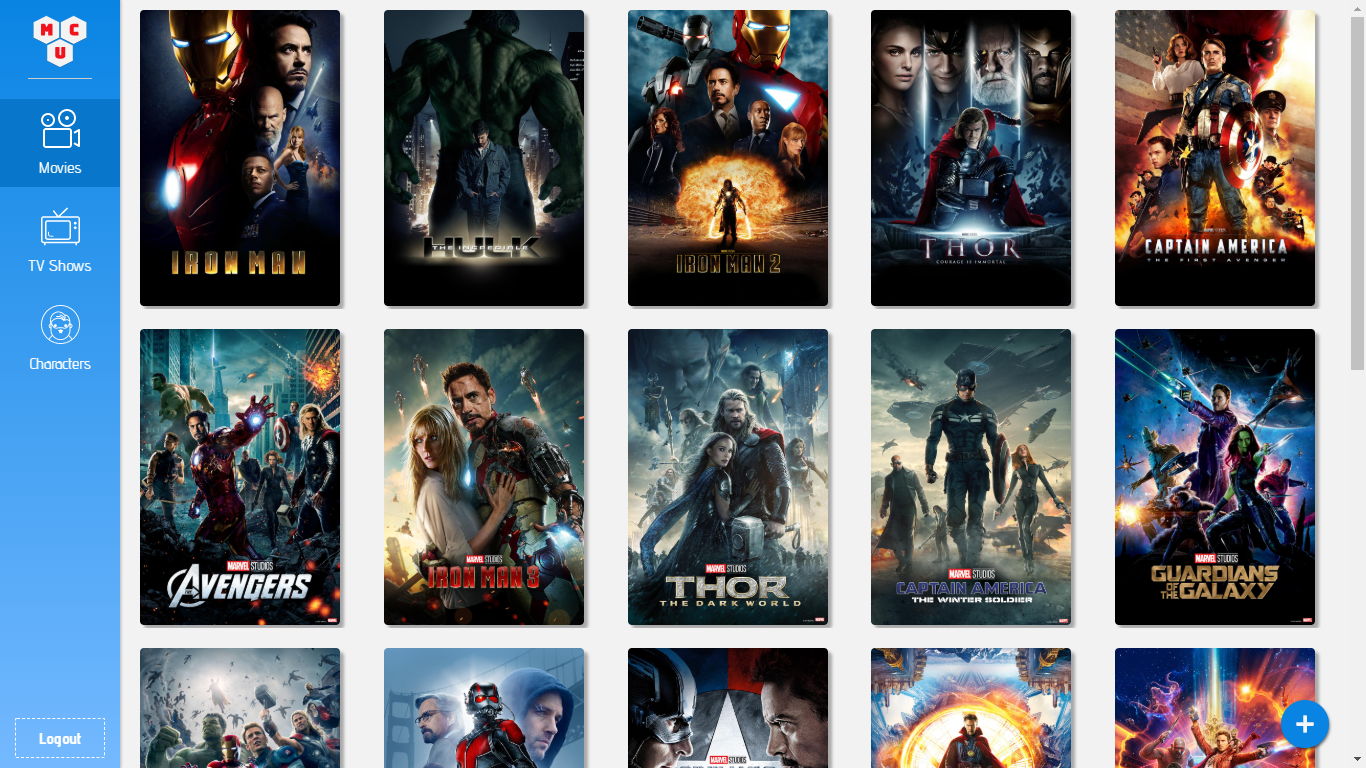 M C
U
Movies
TV Shows
Characters
Logout
IRON MAN
THE INCREDIBLE
HULK
IRON MAN 2
THOR
COURAGE IS IMMORTAL
CAPTAIN AMERICA
THE FIRST AVENGER
MARVEL STUDIOS
THE AVENGERS
MARVEL STUDIOS
IRON MAN 3
MARVEL STUDIOS
THOR
THE DARK WORLD
MARVEL STUDIOS
CAPTAIN AMERICA
THE WINTER SOLDIER
MARVEL STUDIOS
GUARDIANS
OF THE GALAXY
MARVEL STUDIOS
+